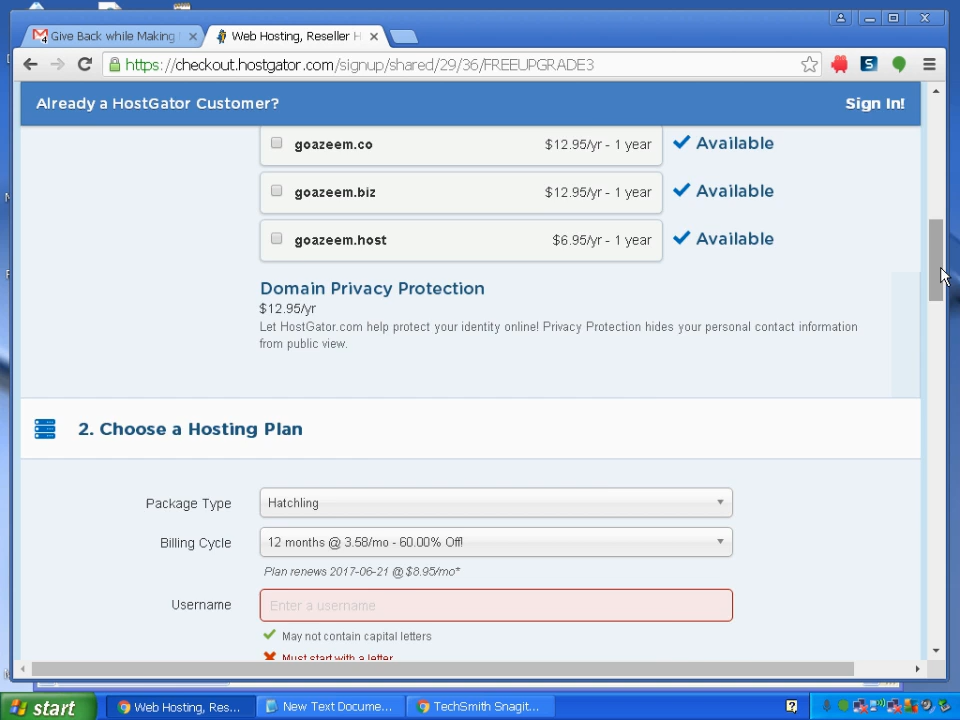 Give Back while Making
Web Hosting, Reseller H
https://checkout.hostgator.com/signup/shared/29/36/FREEUPGRADE3
Already a HostGator Customer?
Sign In!
goazeem.co
$12.95/yr - 1 year
Available
goazeem.biz
$12.95/yr - 1 year
Available
goazeem.host
$6.95/yr - 1 year
Available
Domain Privacy Protection
$12.95/yr
Let HostGator.com help protect your identity online! Privacy Protection hides your personal contact information
from public view.
2. Choose a Hosting Plan
Package Type
Hatchling
Billing Cycle
12 months @ 3.58/mo - 60.00% Off!
Plan renews 2017-06-21 @ $8.95/mo*
Username
Enter a username
May not contain capital letters
Must start with a letter
start
Web Hosting, Res...
New Text Docume...
TechSmith Snagit...